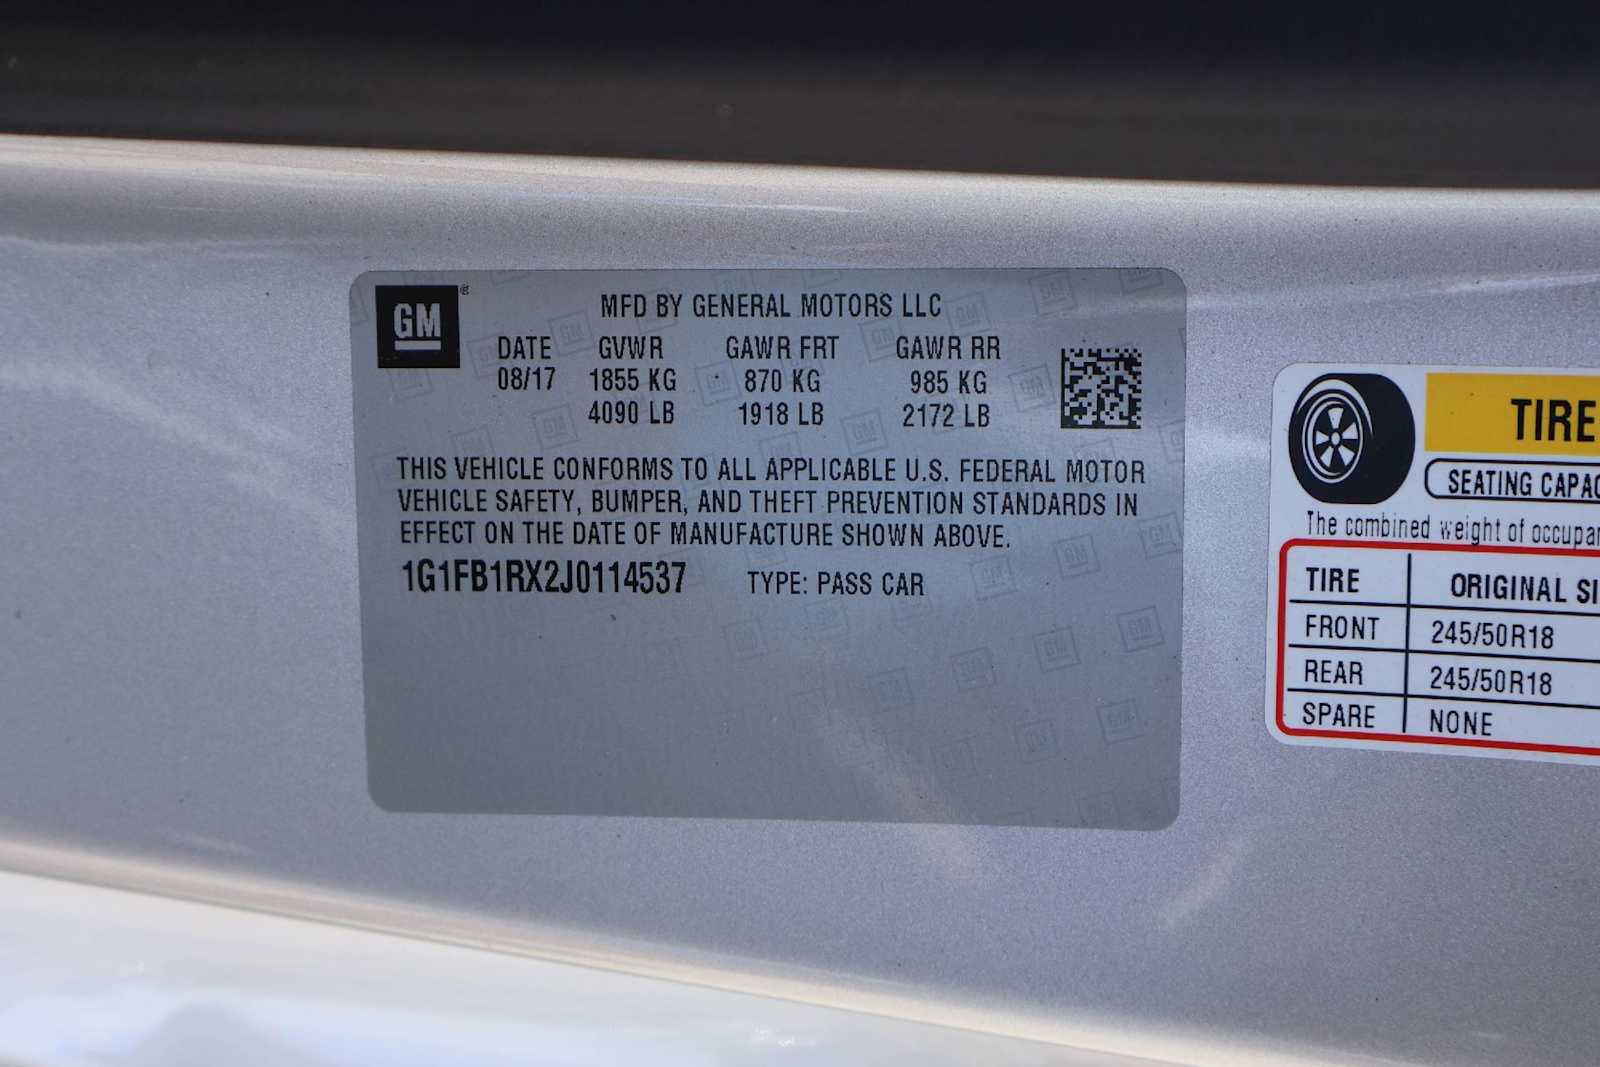 GM®
MFD BY GENERAL MOTORS LLC
DATE GVWR GAWR FRT GAWR RR
08/17 1855 KG 870 KG 985 KG
4090 LB 1918 LB 2172 LB
THIS VEHICLE CONFORMS TO ALL APPLICABLE U.S. FEDERAL MOTOR
VEHICLE SAFETY, BUMPER, AND THEFT PREVENTION STANDARDS IN
EFFECT ON THE DATE OF MANUFACTURE SHOWN ABOVE.
1G1FB1RX2J0114537 TYPE: PASS CAR
TIRE
SEATING CAPAC
The combined weight of occupan
TIRE ORIGINAL SI
FRONT 245/50R18
REAR 245/50R18
SPARE NONE